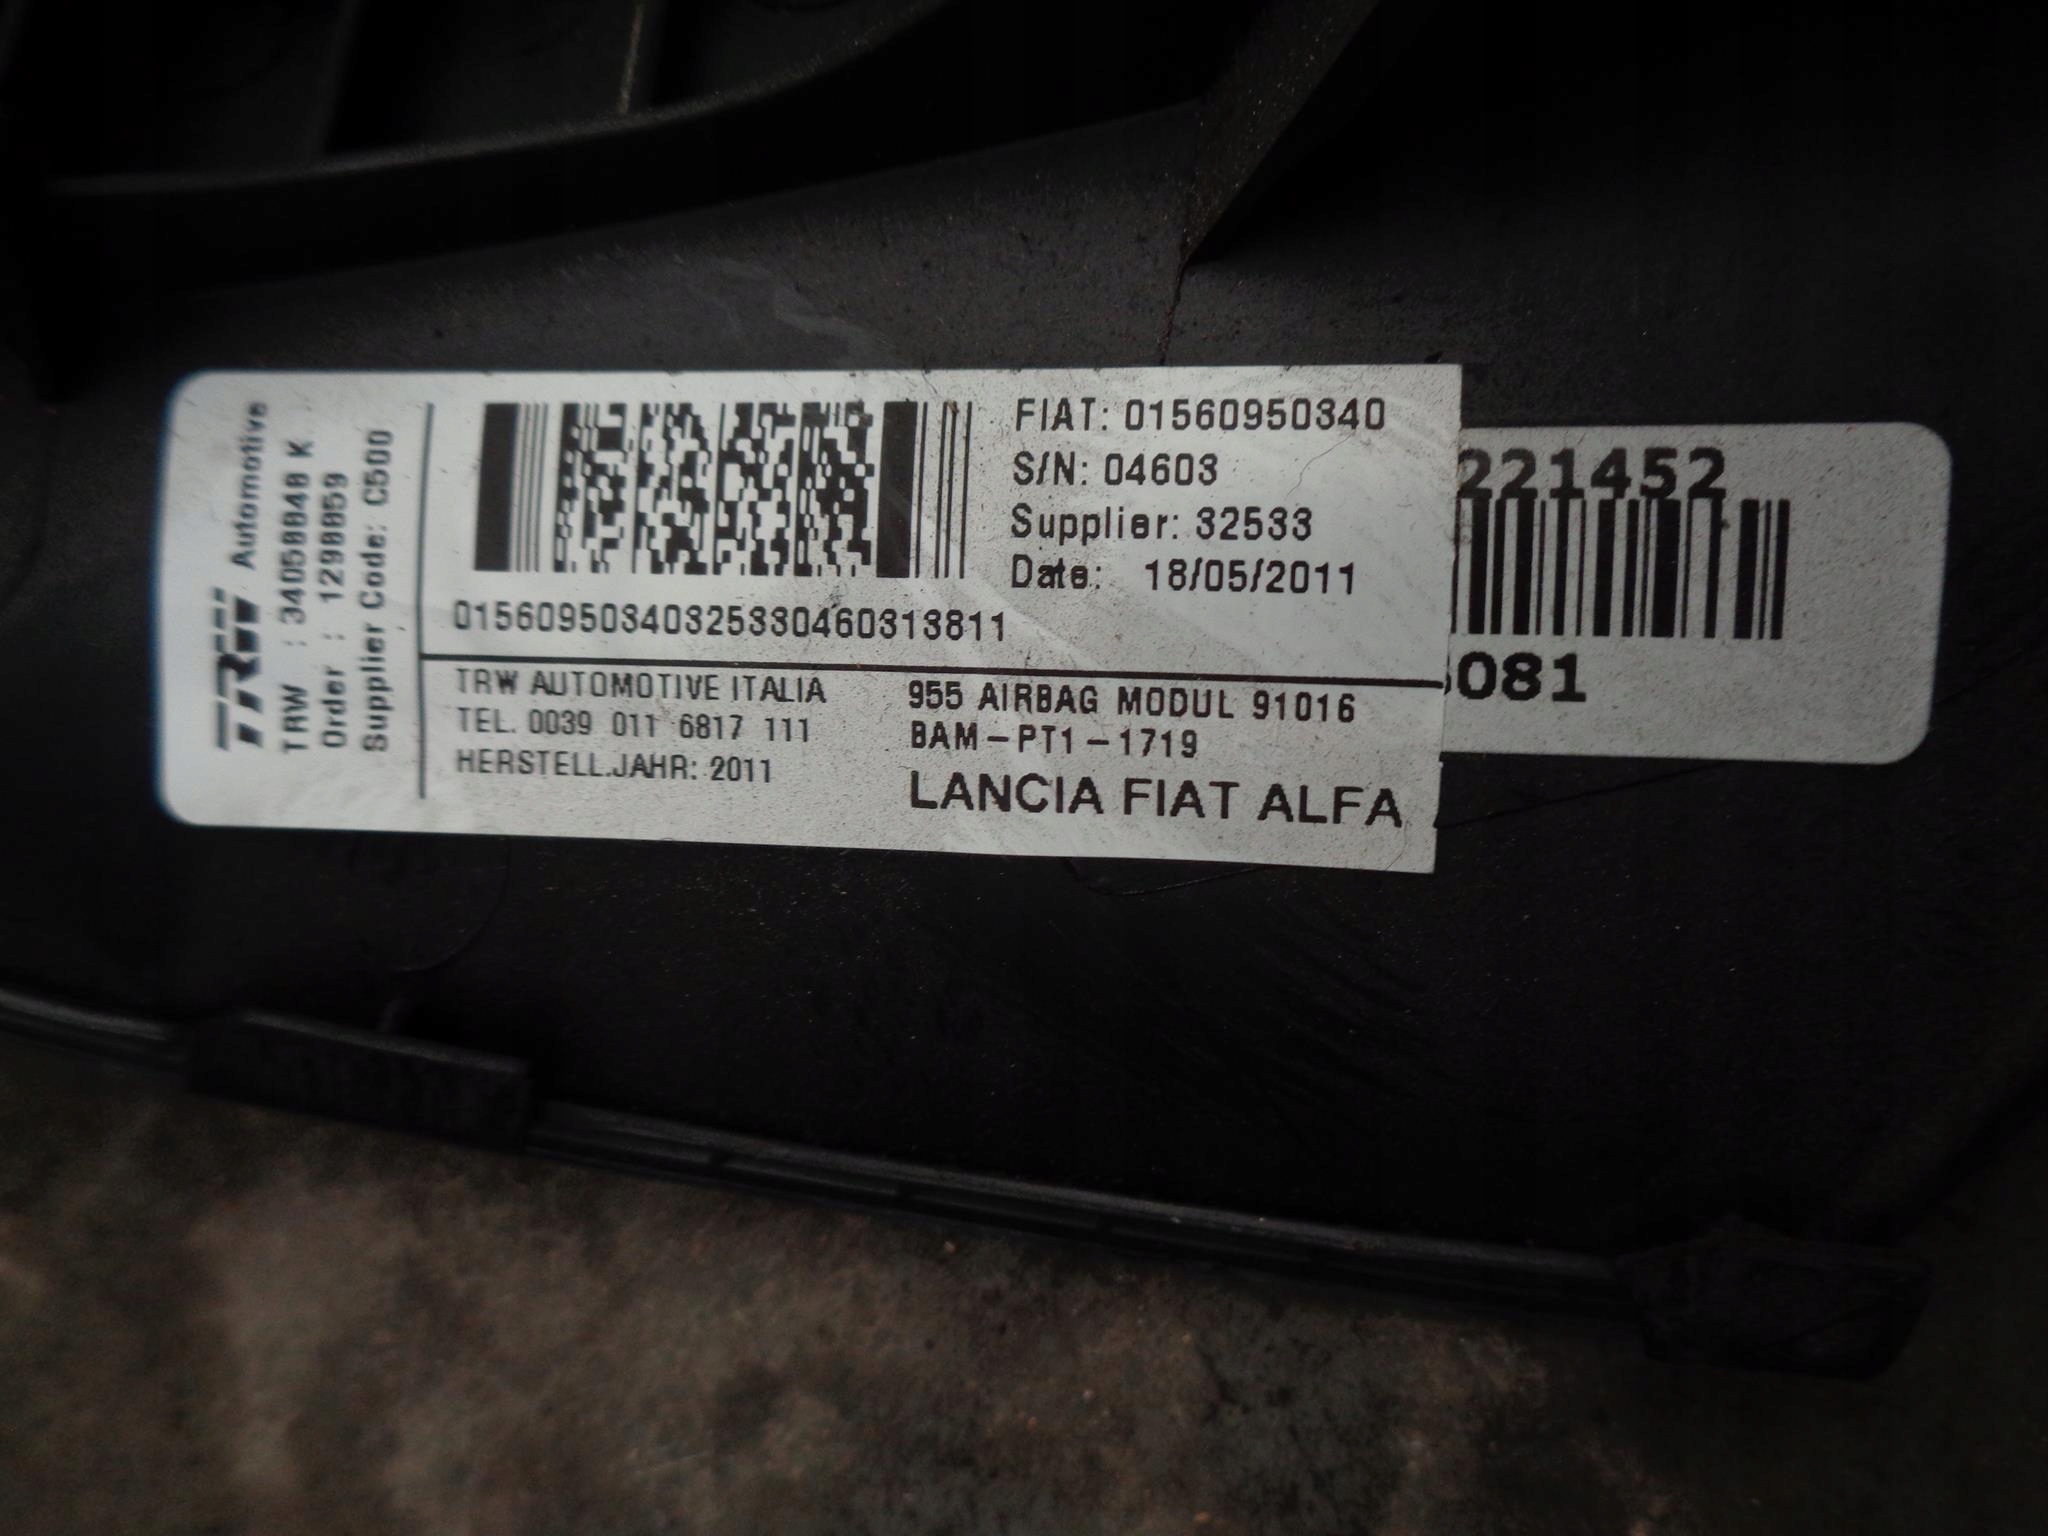 TRW Automotive
TRW : 34058848 K
Order : 1298859
Supplier Code: C500
FIAT: 01560950340
S/N: 04603
Supplier: 32533
Date: 18/05/2011
01560950340325330460313811
TRW AUTOMOTIVE ITALIA
TEL. 0039 011 6817 111
HERSTELL.JAHR: 2011
955 AIRBAG MODUL 91016
BAM-PT1-1719
LANCIA FIAT ALFA
221452
081